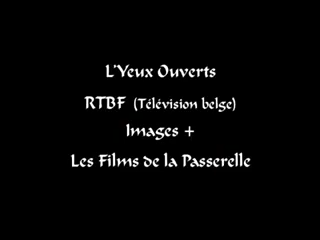 L'Yeux Ouverts
RTBF (Télévision belge)
Images +
Les Films de la Passerelle